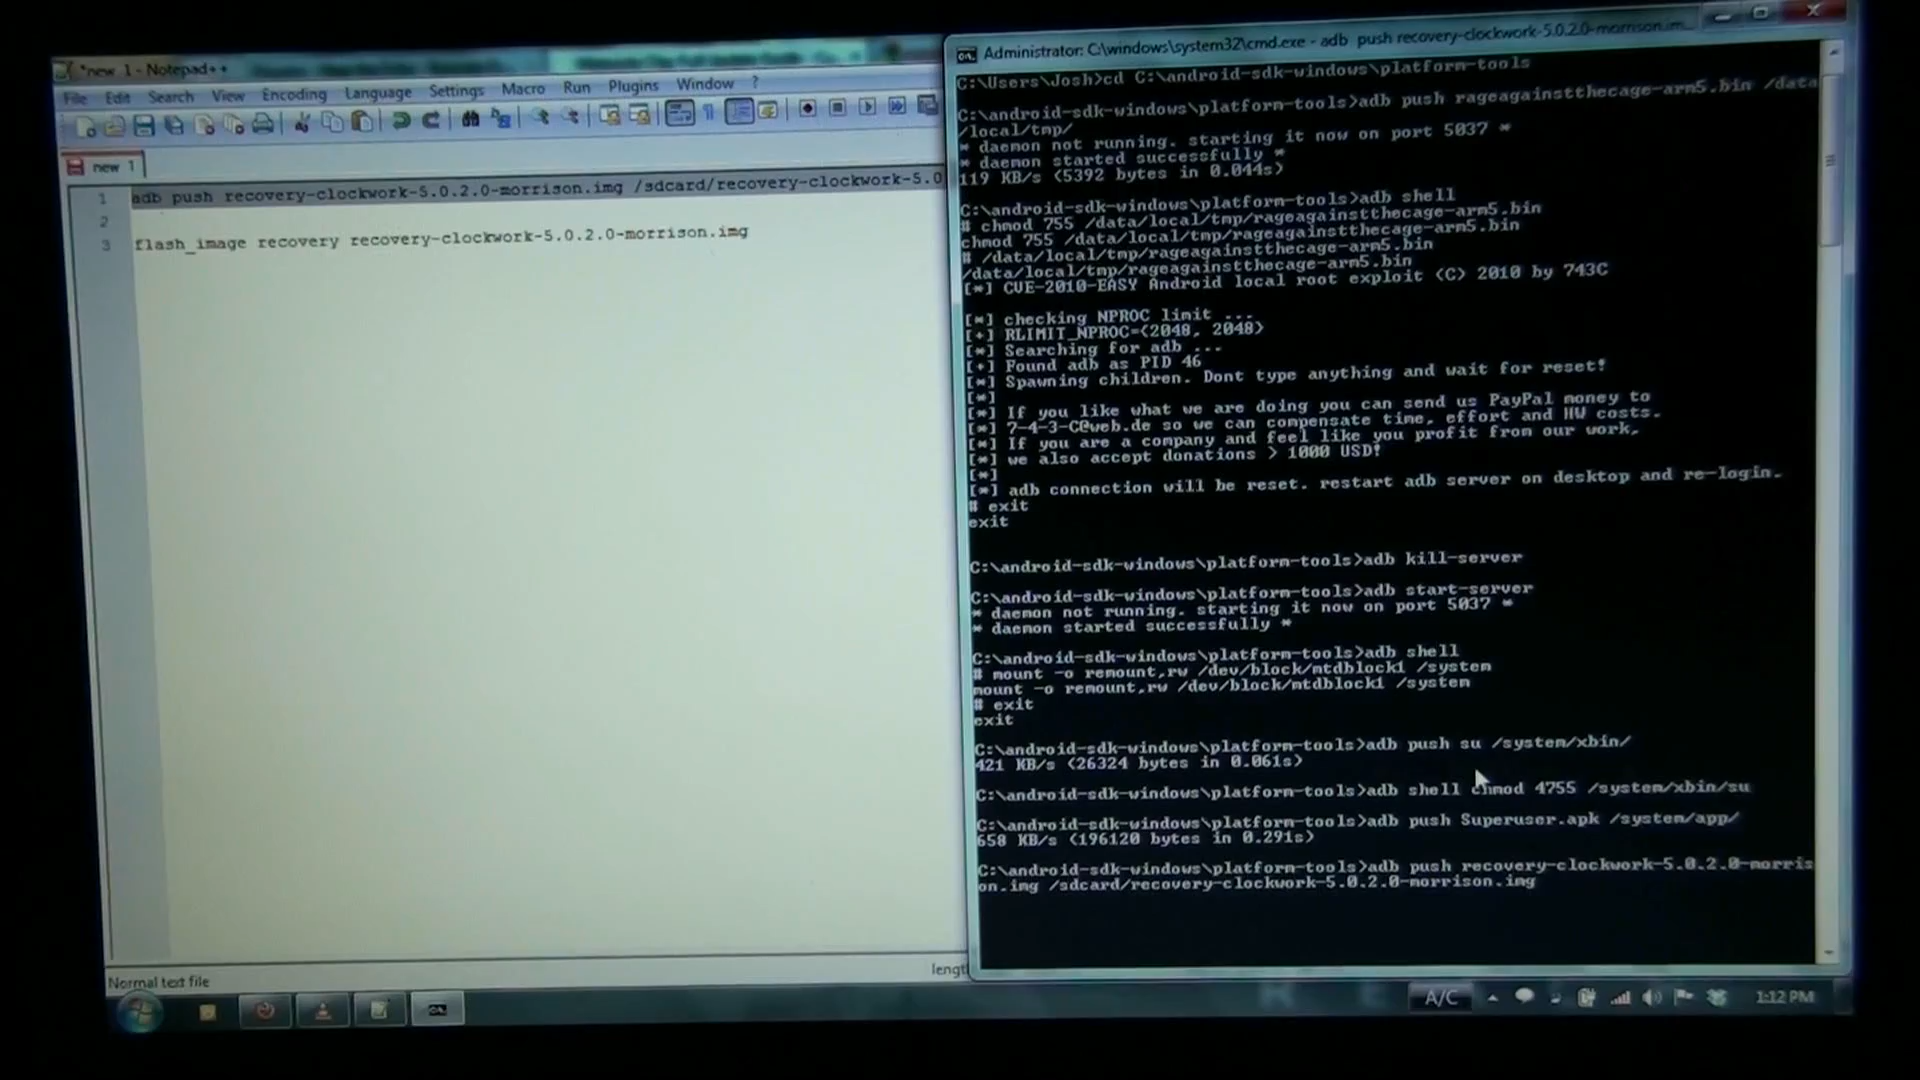 *new 1 - Notepad++
File Edit Search View Encoding Language Settings Macro Run Plugins Window ?
new 1
1 adb push recovery-clockwork-5.0.2.0-morrison.img /sdcard/recovery-clockwork-5.0
2
3 flash_image recovery recovery-clockwork-5.0.2.0-morrison.img
Normal text file
lengt
Administrator: C:\windows\system32\cmd.exe - adb push recovery-clockwork-5.0.2.0-morrison.im...
C:\Users\Josh>cd C:\android-sdk-windows\platform-tools
C:\android-sdk-windows\platform-tools>adb push rageagainstthecage-arm5.bin /data
/local/tmp/
* daemon not running. starting it now on port 5037 *
* daemon started successfully *
119 KB/s (5392 bytes in 0.044s)
C:\android-sdk-windows\platform-tools>adb shell
# chmod 755 /data/local/tmp/rageagainstthecage-arm5.bin
chmod 755 /data/local/tmp/rageagainstthecage-arm5.bin
# /data/local/tmp/rageagainstthecage-arm5.bin
/data/local/tmp/rageagainstthecage-arm5.bin
[*] CVE-2010-EASY Android local root exploit (C) 2010 by 743C
[*] checking NPROC limit ...
[+] RLIMIT_NPROC={2048, 2048}
[*] Searching for adb ...
[+] Found adb as PID 46
[*] Spawning children. Dont type anything and wait for reset!
[*]
[*] If you like what we are doing you can send us PayPal money to
[*] 7-4-3-C@web.de so we can compensate time, effort and HW costs.
[*] If you are a company and feel like you profit from our work,
[*] we also accept donations > 1000 USD!
[*]
[*] adb connection will be reset. restart adb server on desktop and re-login.
# exit
exit
C:\android-sdk-windows\platform-tools>adb kill-server
C:\android-sdk-windows\platform-tools>adb start-server
* daemon not running. starting it now on port 5037 *
* daemon started successfully *
C:\android-sdk-windows\platform-tools>adb shell
# mount -o remount,rw /dev/block/mtdblock1 /system
mount -o remount,rw /dev/block/mtdblock1 /system
# exit
exit
C:\android-sdk-windows\platform-tools>adb push su /system/xbin/
421 KB/s (26324 bytes in 0.061s)
C:\android-sdk-windows\platform-tools>adb shell chmod 4755 /system/xbin/su
C:\android-sdk-windows\platform-tools>adb push Superuser.apk /system/app/
658 KB/s (196120 bytes in 0.291s)
C:\android-sdk-windows\platform-tools>adb push recovery-clockwork-5.0.2.0-morris
on.img /sdcard/recovery-clockwork-5.0.2.0-morrison.img
A/C
1:12 PM